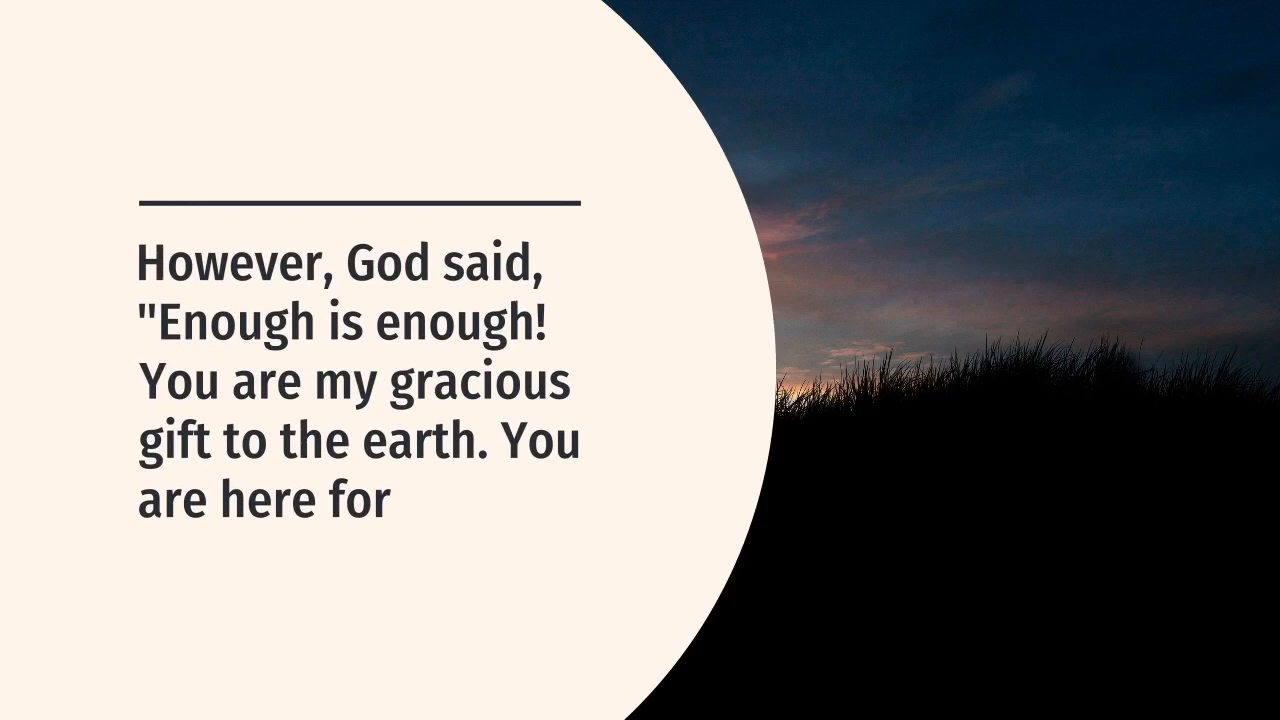 However, God said,
"Enough is enough!
You are my gracious
gift to the earth. You
are here for